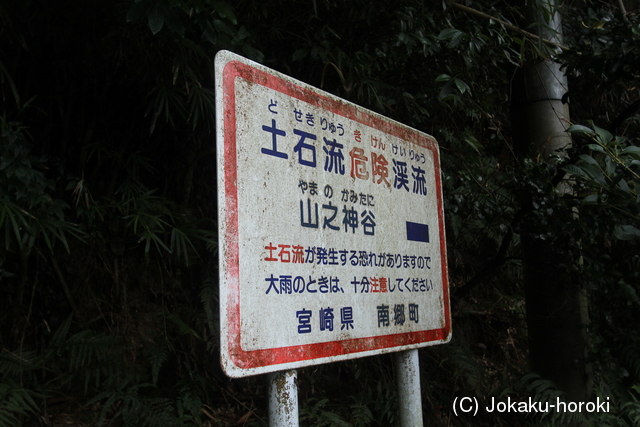 どせきりゅうきけんけいりゅう
土石流危険渓流
やまのかみたに
山之神谷
土石流が発生する恐れがありますので
大雨のときは、十分注意してください
宮崎県 南郷町
(C) Jokaku-horoki